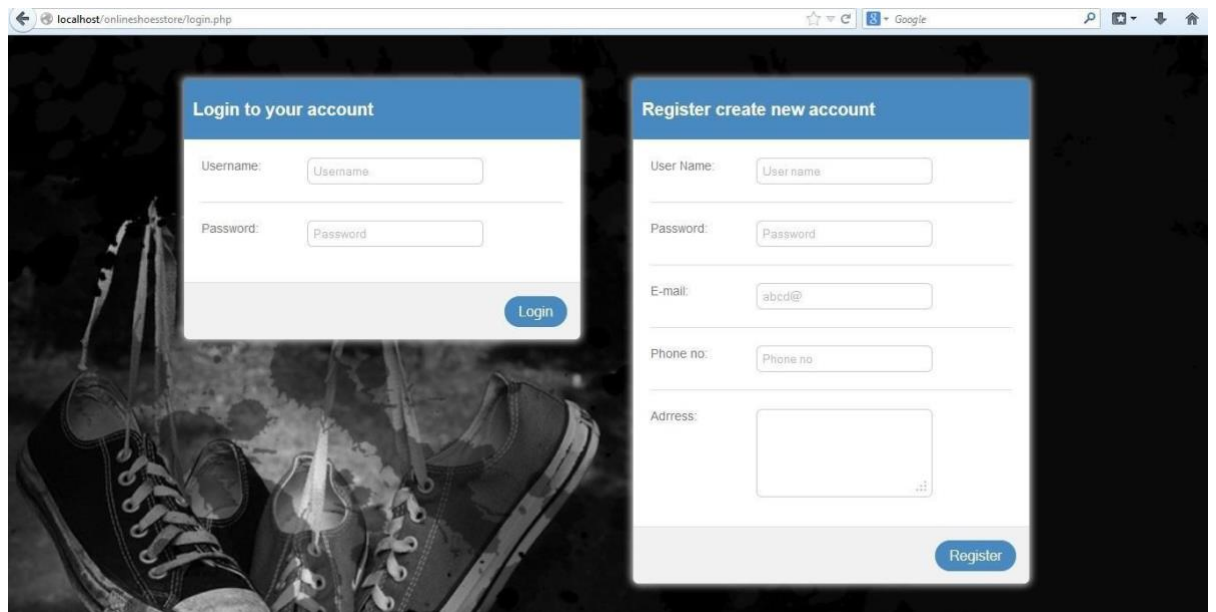 localhost/onlineshoesstore/login.php
Google
Login to your account
Username:
Username
Password:
Password
Login
Register create new account
User Name:
User name
Password:
Password
E-mail:
abcd@
Phone no:
Phone no
Adrress:
Register